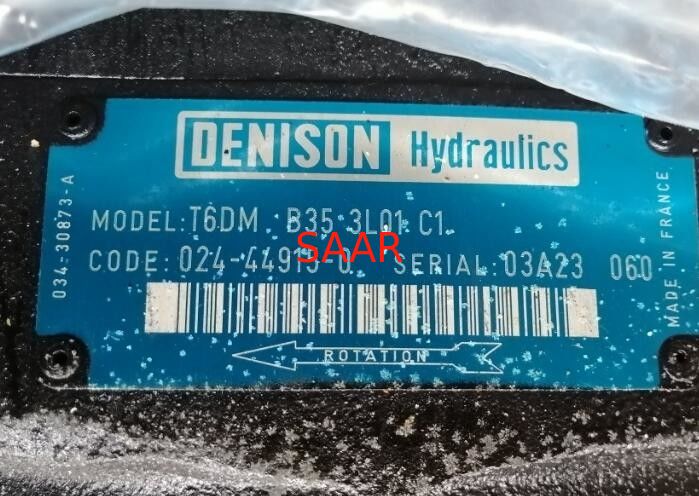 DENISON Hydraulics
034-30873-A
MODEL: T6DM B35 3L01 C1
SAAR
CODE: 024-44915-0 SERIAL: 03A23 060
ROTATION
MADE IN FRANCE